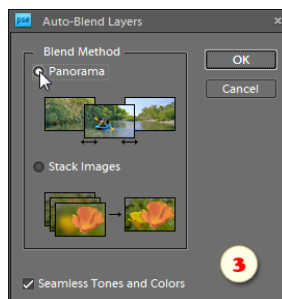 pse Auto-Blend Layers x
Blend Method
Panorama
OK
Cancel
Stack Images
3
Seamless Tones and Colors